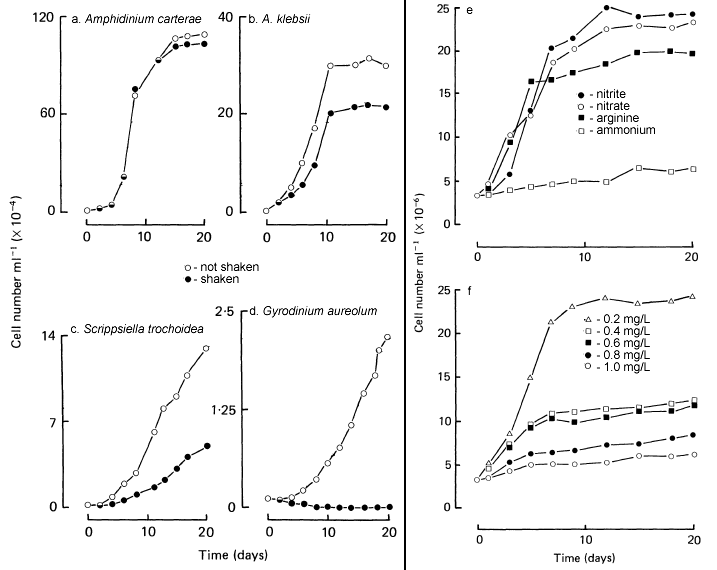 a. Amphidinium carterae
120
60
0
0 10 20
b. A. klebsii
40
20
0
0 10 20
Cell number ml⁻¹ (× 10⁻⁴)
○ - not shaken
● - shaken
c. Scrippsiella trochoidea
14
7
0
0 10 20
d. Gyrodinium aureolum
2·5
1·25
0
0 10 20
Time (days)
e
25
20
15
10
5
0
● - nitrite
○ - nitrate
■ - arginine
□ - ammonium
0 10 20
Cell number ml⁻¹ (× 10⁻⁶)
f
25
20
15
10
5
0
△ - 0.2 mg/L
□ - 0.4 mg/L
■ - 0.6 mg/L
● - 0.8 mg/L
○ - 1.0 mg/L
0 10 20
Time (days)